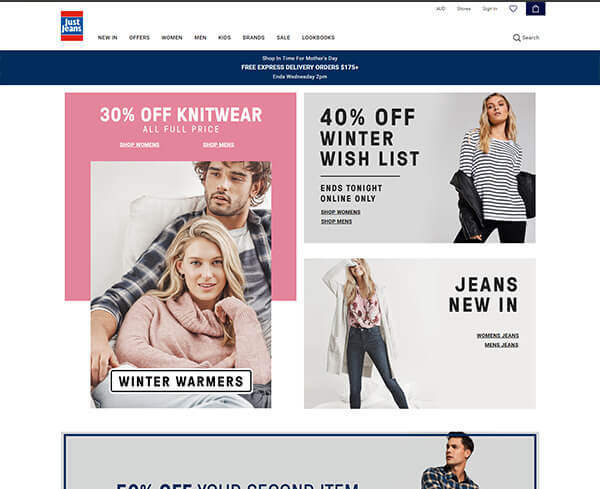 AUD
Stores
Sign In
Just
Jeans
NEW IN
OFFERS
WOMEN
MEN
KIDS
BRANDS
SALE
LOOKBOOKS
Search
Shop In Time For Mother's Day
FREE EXPRESS DELIVERY ORDERS $175+
Ends Wednesday 2pm
30% OFF KNITWEAR
ALL FULL PRICE
SHOP WOMENS
SHOP MENS
WINTER WARMERS
40% OFF
WINTER
WISH LIST
ENDS TONIGHT
ONLINE ONLY
SHOP WOMENS
SHOP MENS
JEANS
NEW IN
WOMENS JEANS
MENS JEANS
50% OFF YOUR SECOND ITEM